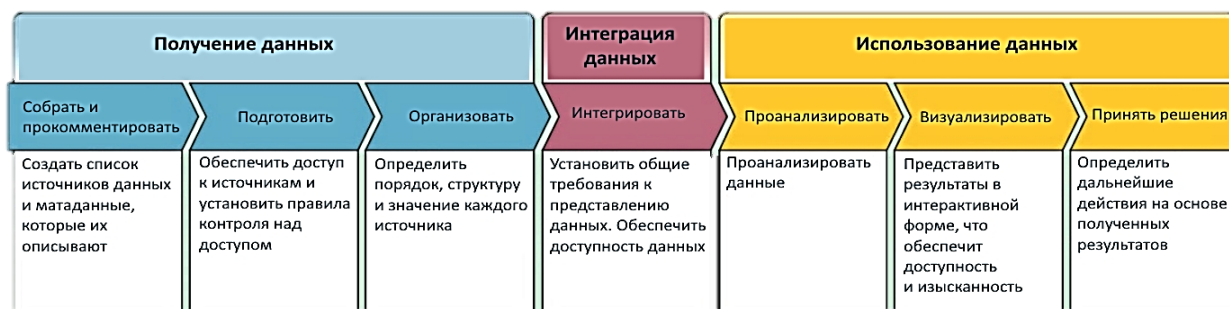 Получение данных
Интеграция
данных
Использование данных
Собрать и
прокомментировать
Подготовить
Организовать
Интегрировать
Проанализировать
Визуализировать
Принять решения
Создать список
источников данных
и матаданные,
которые их
описывают
Обеспечить доступ
к источникам и
установить правила
контроля над
доступом
Определить
порядок, структуру
и значение каждого
источника
Установить общие
требования к
представлению
данных. Обеспечить
доступность данных
Проанализировать
данные
Представить
результаты в
интерактивной
форме, что
обеспечит
доступность
и изысканность
Определить
дальнейшие
действия на основе
полученных
результатов